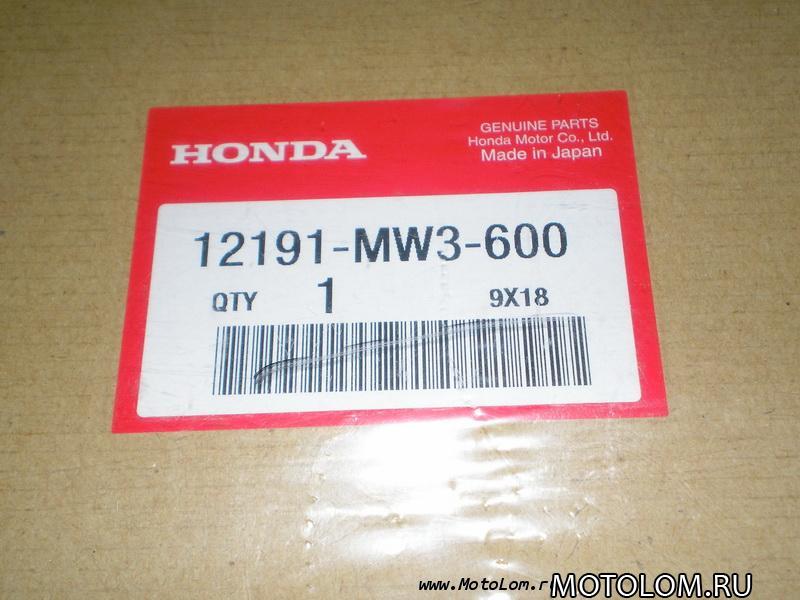 HONDA
GENUINE PARTS
Honda Motor Co., Ltd.
Made in Japan
12191-MW3-600
QTY 1 9X18
www.MotoLom.r
MOTOLOM.RU